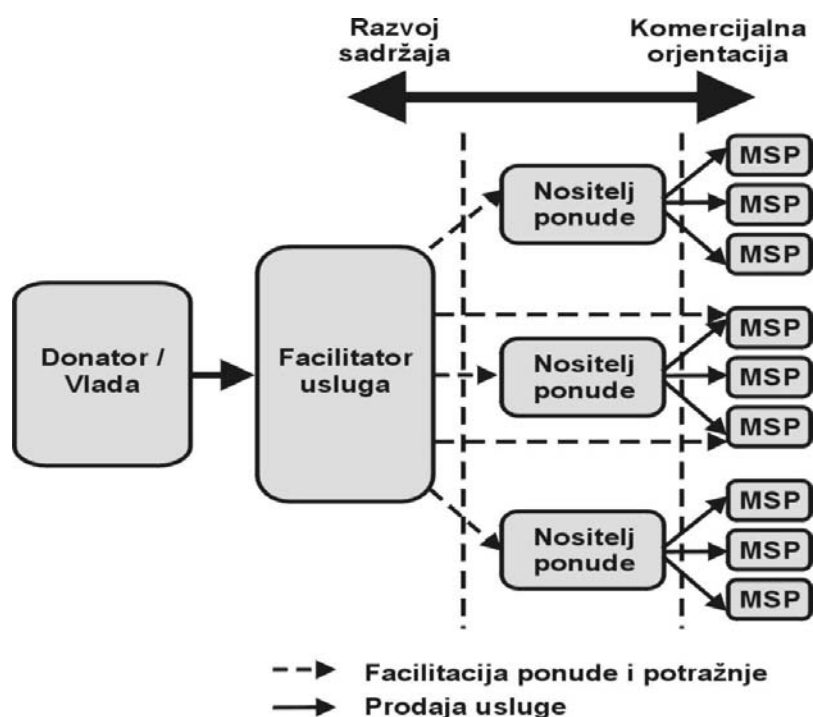 Razvoj
sadržaja
Komercijalna
orjentacija
MSP
MSP
MSP
Nositelj
ponude
Donator /
Vlada
Facilitator
usluga
Nositelj
ponude
MSP
MSP
MSP
Nositelj
ponude
MSP
MSP
MSP
Facilitacija ponude i potražnje
Prodaja usluge